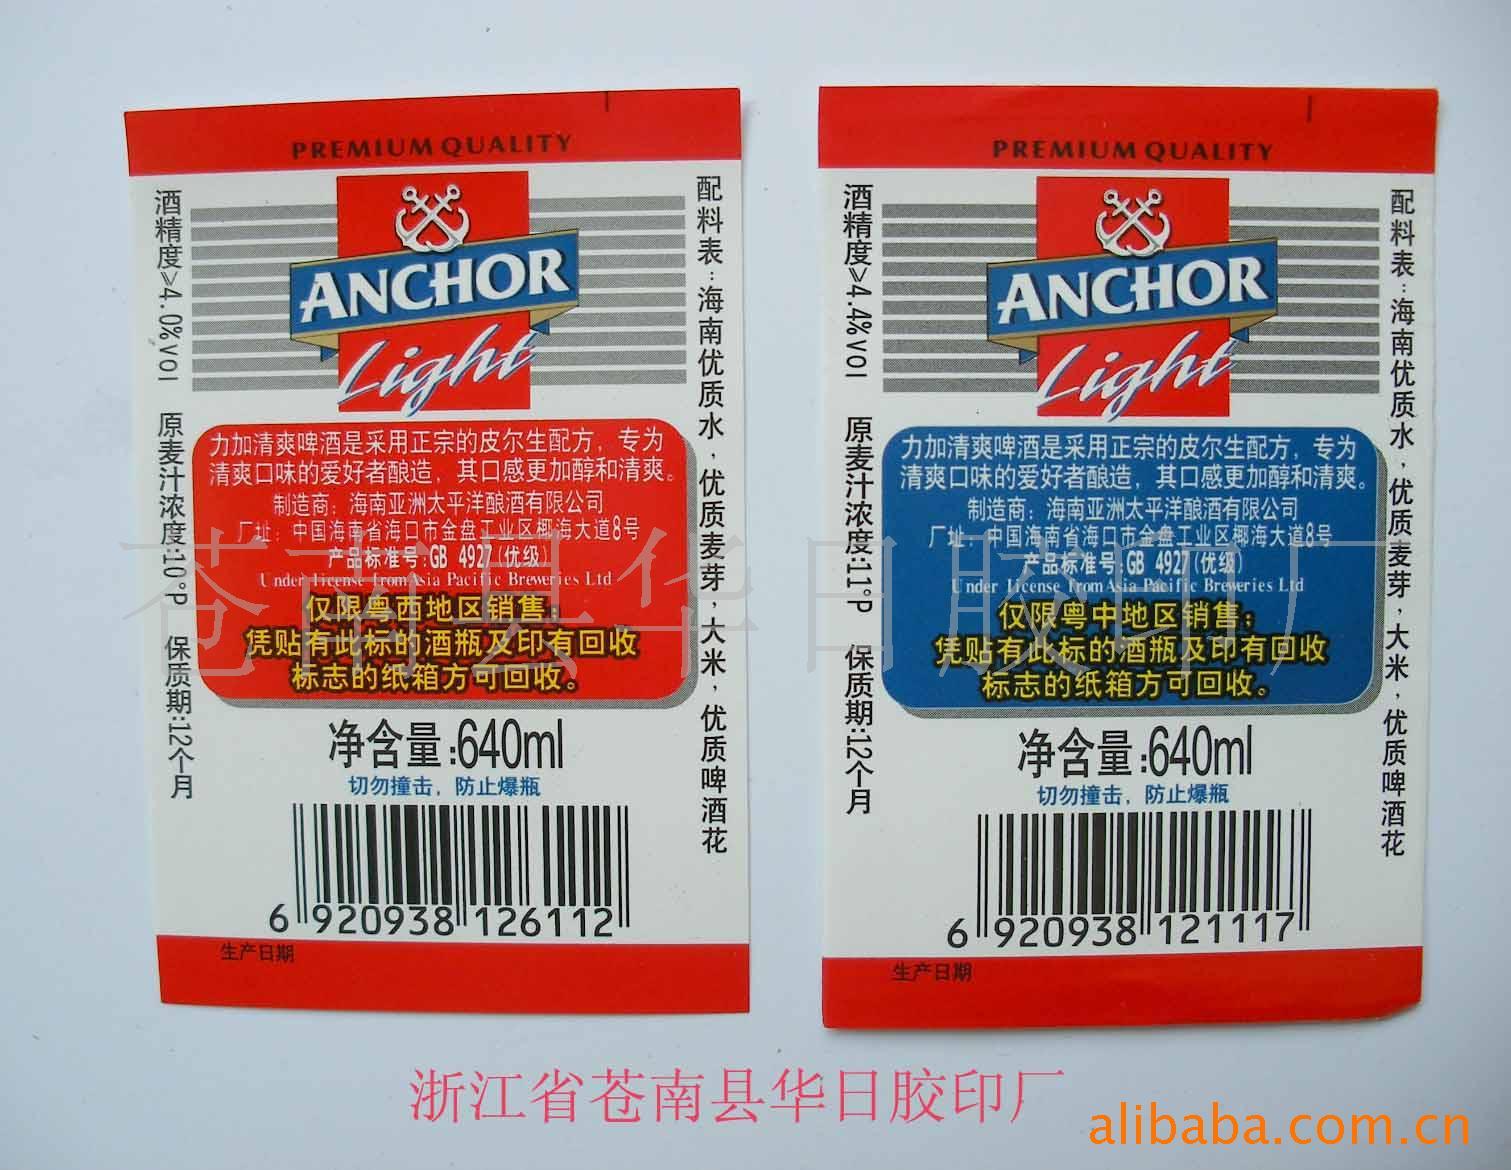 PREMIUM QUALITY
ANCHOR
Light
酒精度≥4.0%vol 原麦汁浓度:10°P 保质期:12个月
配料表:海南优质水,优质麦芽,大米,优质啤酒花
力加清爽啤酒是采用正宗的皮尔生配方，专为
清爽口味的爱好者酿造，其口感更加醇和清爽。
制造商：海南亚洲太平洋酿酒有限公司
厂址：中国海南省海口市金盘工业区椰海大道8号
产品标准号:GB 4927(优级)
Under license from Asia Pacific Breweries Ltd
仅限粤西地区销售;
凭贴有此标的酒瓶及印有回收
标志的纸箱方可回收。
净含量:640ml
切勿撞击，防止爆瓶
6 920938 126112
生产日期
PREMIUM QUALITY
ANCHOR
Light
酒精度≥4.4%vol 原麦汁浓度:11°P 保质期:12个月
配料表:海南优质水,优质麦芽,大米,优质啤酒花
力加清爽啤酒是采用正宗的皮尔生配方，专为
清爽口味的爱好者酿造，其口感更加醇和清爽。
制造商：海南亚洲太平洋酿酒有限公司
厂址：中国海南省海口市金盘工业区椰海大道8号
产品标准号:GB 4927(优级)
Under license from Asia Pacific Breweries Ltd
仅限粤中地区销售;
凭贴有此标的酒瓶及印有回收
标志的纸箱方可回收。
净含量:640ml
切勿撞击，防止爆瓶
6 920938 121117
生产日期
苍南县华日胶印厂
浙江省苍南县华日胶印厂
alibaba.com.cn